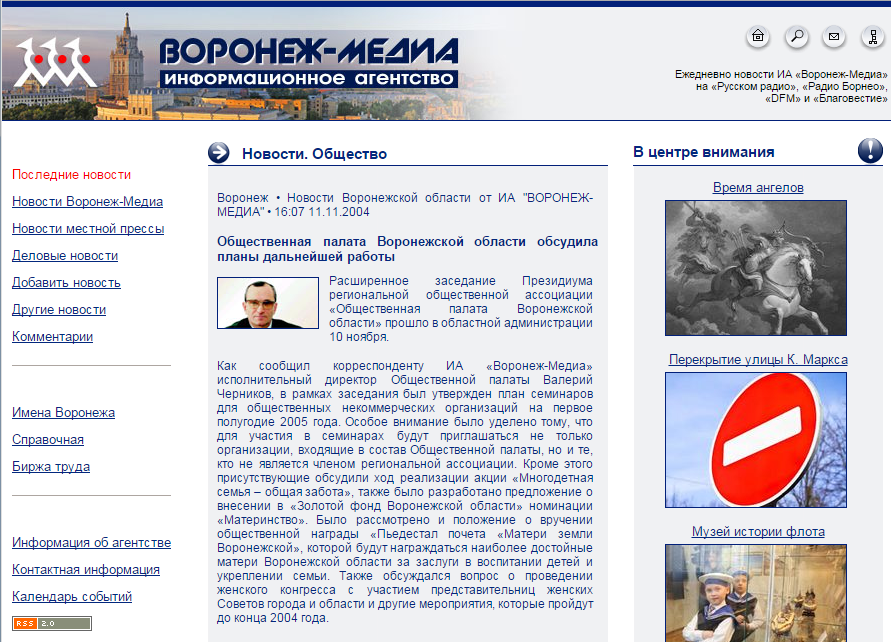 ВОРОНЕЖ-МЕДИА
ИНФОРМАЦИОННОЕ АГЕНТСТВО
Ежедневно новости ИА «Воронеж-Медиа»
на «Русском радио», «Радио Борнео»,
«DFM» и «Благовестие»
Последние новости
Новости Воронеж-Медиа
Новости местной прессы
Деловые новости
Добавить новость
Другие новости
Комментарии
Имена Воронежа
Справочная
Биржа труда
Информация об агентстве
Контактная информация
Календарь событий
RSS 2.0
Новости. Общество
Воронеж • Новости Воронежской области от ИА "ВОРОНЕЖ-
МЕДИА" • 16:07 11.11.2004
Общественная палата Воронежской области обсудила
планы дальнейшей работы
Расширенное заседание Президиума
региональной общественной ассоциации
«Общественная палата Воронежской
области» прошло в областной администрации
10 ноября.
Как сообщил корреспонденту ИА «Воронеж-Медиа»
исполнительный директор Общественной палаты Валерий
Черников, в рамках заседания был утвержден план семинаров
для общественных некоммерческих организаций на первое
полугодие 2005 года. Особое внимание было уделено тому, что
для участия в семинарах будут приглашаться не только
организации, входящие в состав Общественной палаты, но и те,
кто не является членом региональной ассоциации. Кроме этого
присутствующие обсудили ход реализации акции «Многодетная
семья – общая забота», также было разработано предложение о
внесении в «Золотой фонд Воронежской области» номинации
«Материнство». Было рассмотрено и положение о вручении
общественной награды «Пьедестал почета «Матери земли
Воронежской», которой будут награждаться наиболее достойные
матери Воронежской области за заслуги в воспитании детей и
укреплении семьи. Также обсуждался вопрос о проведении
женского конгресса с участием представительниц женских
Советов города и области и другие мероприятия, которые пройдут
до конца 2004 года.
В центре внимания
Время ангелов
Перекрытие улицы К. Маркса
Музей истории флота